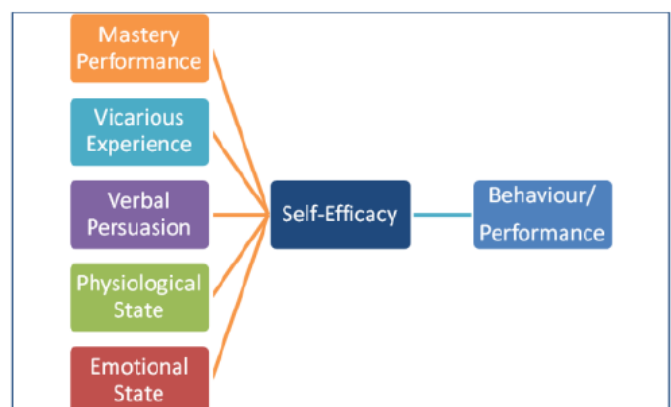 Mastery
Performance
Vicarious
Experience
Verbal
Persuasion
Physiological
State
Emotional
State
Self-Efficacy
Behaviour/
Performance